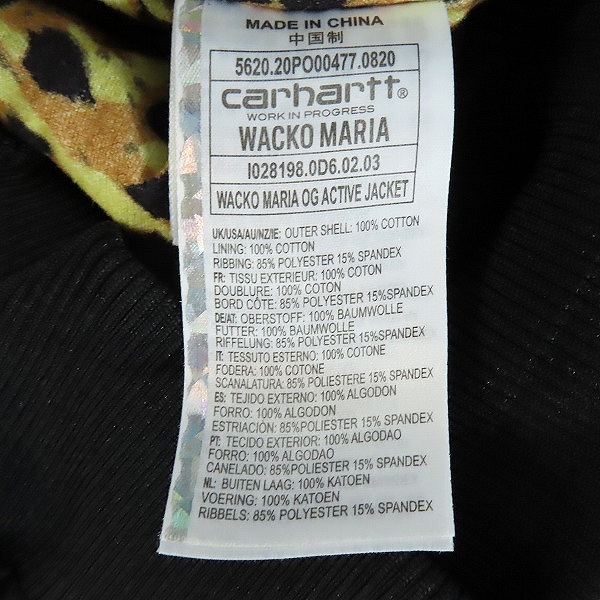 MADE IN CHINA
中国制
5620.20PO00477.0820
carhartt®
WORK IN PROGRESS
WACKO MARIA
I028198.0D6.02.03
WACKO MARIA OG ACTIVE JACKET
UK/USA/AU/NZ/IE: OUTER SHELL: 100% COTTON
LINING: 100% COTTON
RIBBING: 85% POLYESTER 15% SPANDEX
FR: TISSU EXTERIEUR: 100% COTON
DOUBLURE: 100% COTON
BORD CÔTE: 85% POLYESTER 15%SPANDEX
DE/AT: OBERSTOFF: 100% BAUMWOLLE
FUTTER: 100% BAUMWOLLE
RIFFELUNG: 85% POLYESTER 15% SPANDEX
IT: TESSUTO ESTERNO: 100% COTONE
FODERA: 100% COTONE
SCANALATURA: 85% POLIESTERE 15% SPANDEX
ES: TEJIDO EXTERNO: 100% ALGODON
FORRO: 100% ALGODON
ESTRIACIÓN: 85%POLIESTER 15% SPANDEX
PT: TECIDO EXTERIOR: 100% ALGODAO
FORRO: 100% ALGODAO
CANELADO: 85%POLIESTER 15% SPANDEX
NL: BUITEN LAAG: 100% KATOEN
VOERING: 100% KATOEN
RIBBELS: 85% POLYESTER 15% SPANDEX